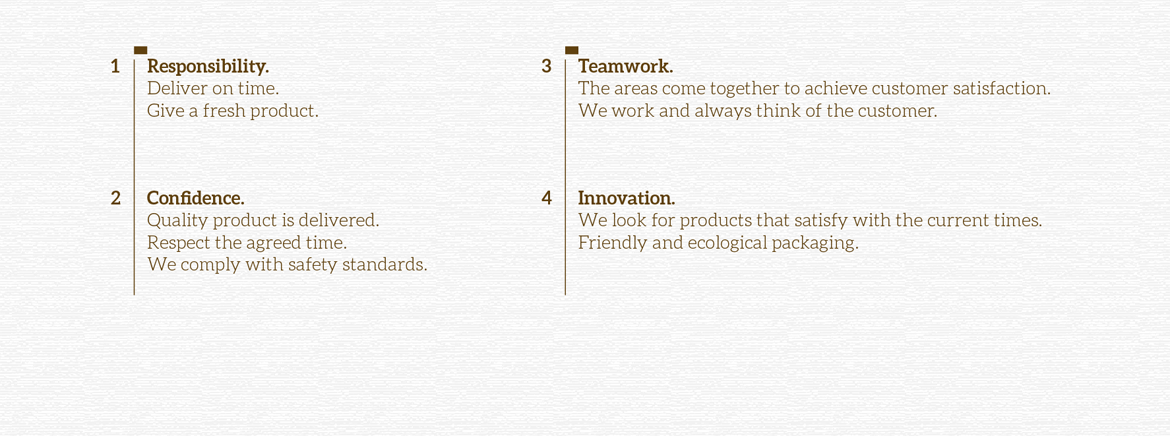 1 Responsibility.
Deliver on time.
Give a fresh product.
2 Confidence.
Quality product is delivered.
Respect the agreed time.
We comply with safety standards.
3 Teamwork.
The areas come together to achieve customer satisfaction.
We work and always think of the customer.
4 Innovation.
We look for products that satisfy with the current times.
Friendly and ecological packaging.